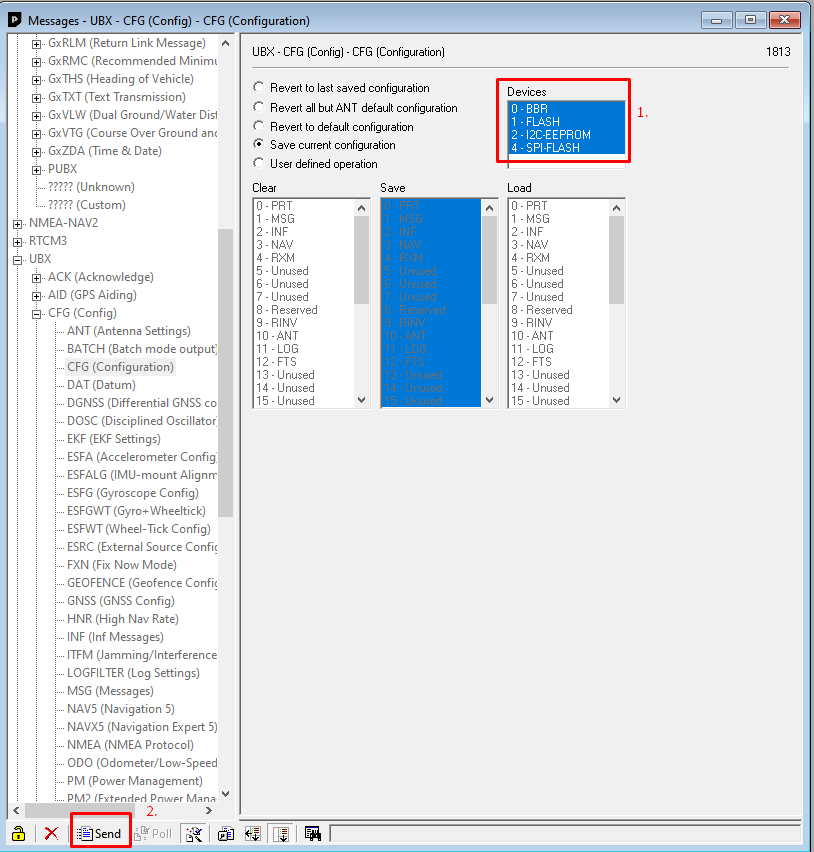 Messages - UBX - CFG (Config) - CFG (Configuration)
GxRLM (Return Link Message)
GxRMC (Recommended Minimu
GxTHS (Heading of Vehicle)
GxTXT (Text Transmission)
GxVLW (Dual Ground/Water Dist
GxVTG (Course Over Ground and
GxZDA (Time & Date)
PUBX
????? (Unknown)
????? (Custom)
NMEA-NAV2
RTCM3
UBX
ACK (Acknowledge)
AID (GPS Aiding)
CFG (Config)
ANT (Antenna Settings)
BATCH (Batch mode output)
CFG (Configuration)
DAT (Datum)
DGNSS (Differential GNSS co
DOSC (Disciplined Oscillator
EKF (EKF Settings)
ESFA (Accelerometer Config
ESFALG (IMU-mount Alignm
ESFG (Gyroscope Config)
ESFGWT (Gyro+Wheeltick)
ESFWT (Wheel-Tick Config)
ESRC (External Source Config
FXN (Fix Now Mode)
GEOFENCE (Geofence Config
GNSS (GNSS Config)
HNR (High Nav Rate)
INF (Inf Messages)
ITFM (Jamming/Interference
LOGFILTER (Log Settings)
MSG (Messages)
NAV5 (Navigation 5)
NAVX5 (Navigation Expert 5)
NMEA (NMEA Protocol)
ODO (Odometer/Low-Speed
PM (Power Management)
PM2 (Extended Power Mana
UBX - CFG (Config) - CFG (Configuration) 1813
Revert to last saved configuration
Revert all but ANT default configuration
Revert to default configuration
Save current configuration
User defined operation
Devices
0 - BBR
1 - FLASH
2 - I2C-EEPROM
4 - SPI-FLASH
1.
Clear
0 - PRT
1 - MSG
2 - INF
3 - NAV
4 - RXM
5 - Unused
6 - Unused
7 - Unused
8 - Reserved
9 - RINV
10 - ANT
11 - LOG
12 - FTS
13 - Unused
14 - Unused
15 - Unused
Save
0 - PRT
1 - MSG
2 - INF
3 - NAV
4 - RXM
5 - Unused
6 - Unused
7 - Unused
8 - Reserved
9 - RINV
10 - ANT
11 - LOG
12 - FTS
13 - Unused
14 - Unused
15 - Unused
Load
0 - PRT
1 - MSG
2 - INF
3 - NAV
4 - RXM
5 - Unused
6 - Unused
7 - Unused
8 - Reserved
9 - RINV
10 - ANT
11 - LOG
12 - FTS
13 - Unused
14 - Unused
15 - Unused
2.
Send Poll